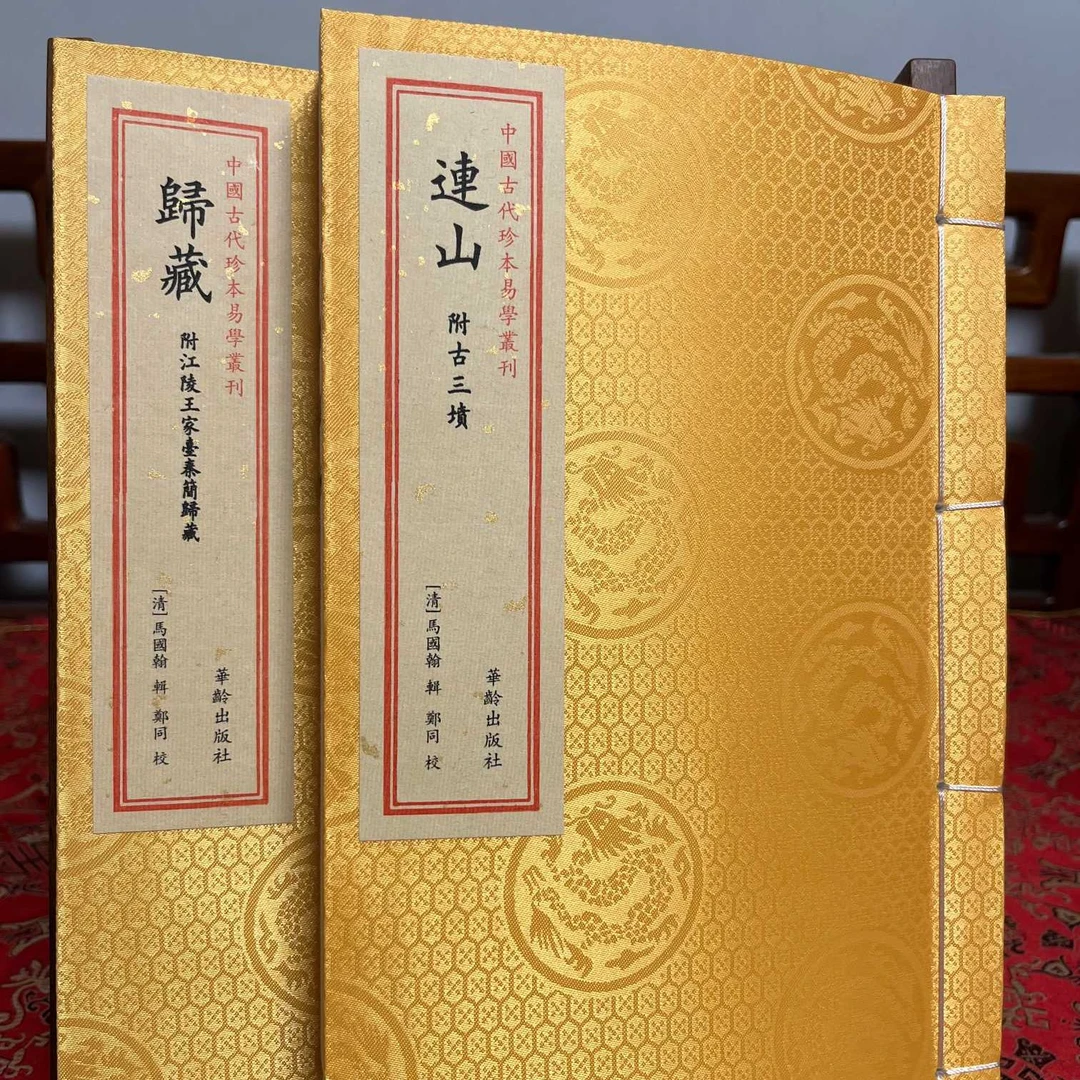 中國古代珍本易學叢刊
連山
附古三墳
[清]馬國翰 輯 鄭同 校
華齡出版社
中國古代珍本易學叢刊
歸藏
附江陵王家臺秦簡歸藏
[清]馬國翰 輯 鄭同 校
華齡出版社